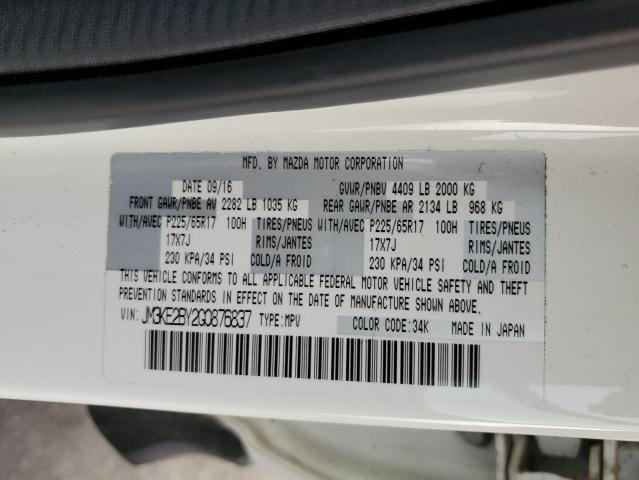 MFD. BY MAZDA MOTOR CORPORATION
DATE 09/16 GVWR/PNBV 4409 LB 2000 KG
FRONT GAWR/PNBE AV 2282 LB 1035 KG REAR GAWR/PNBE AR 2134 LB 968 KG
WITH/AVEC P225/65R17 100H TIRES/PNEUS WITH/AVEC P225/65R17 100H TIRES/PNEUS
17X7J RIMS/JANTES 17X7J RIMS/JANTES
230 KPA/34 PSI COLD/A FROID 230 KPA/34 PSI COLD/A FROID
THIS VEHICLE CONFORMS TO ALL APPLICABLE FEDERAL MOTOR VEHICLE SAFETY AND THEFT
PREVENTION STANDARDS IN EFFECT ON THE DATE OF MANUFACTURE SHOWN ABOVE.
VIN: JM3KE2BY2G0876837 TYPE:MPV COLOR CODE:34K MADE IN JAPAN